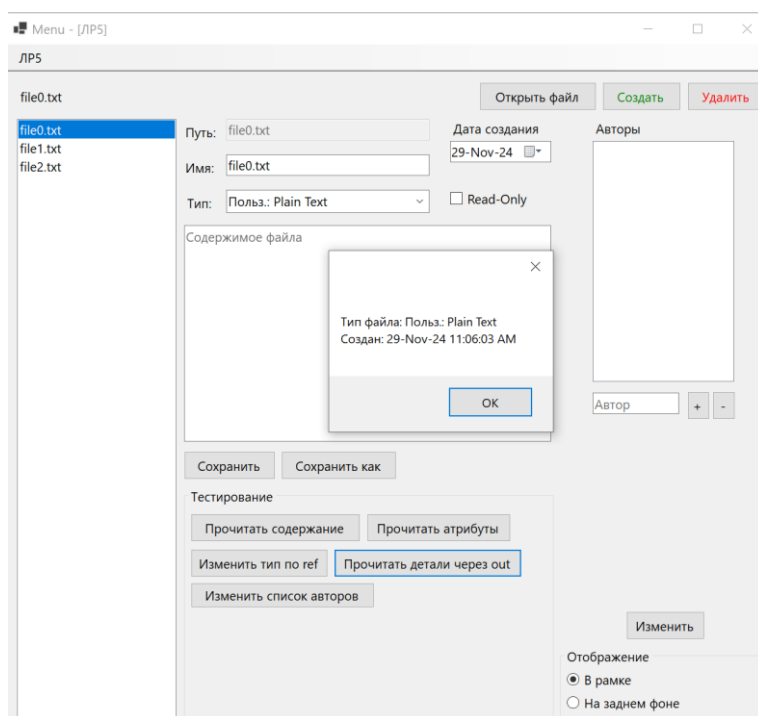 Menu - [ЛР5]
ЛР5
file0.txt
Открыть файл
Создать
Удалить
file0.txt
file1.txt
file2.txt
Путь: file0.txt
Имя: file0.txt
Тип: Польз.: Plain Text
Дата создания
29-Nov-24
Read-Only
Авторы
Содержимое файла
Тип файла: Польз.: Plain Text
Создан: 29-Nov-24 11:06:03 AM
OK
Автор
+ -
Сохранить
Сохранить как
Тестирование
Прочитать содержание
Прочитать атрибуты
Изменить тип по ref
Прочитать детали через out
Изменить список авторов
Изменить
Отображение
В рамке
На заднем фоне